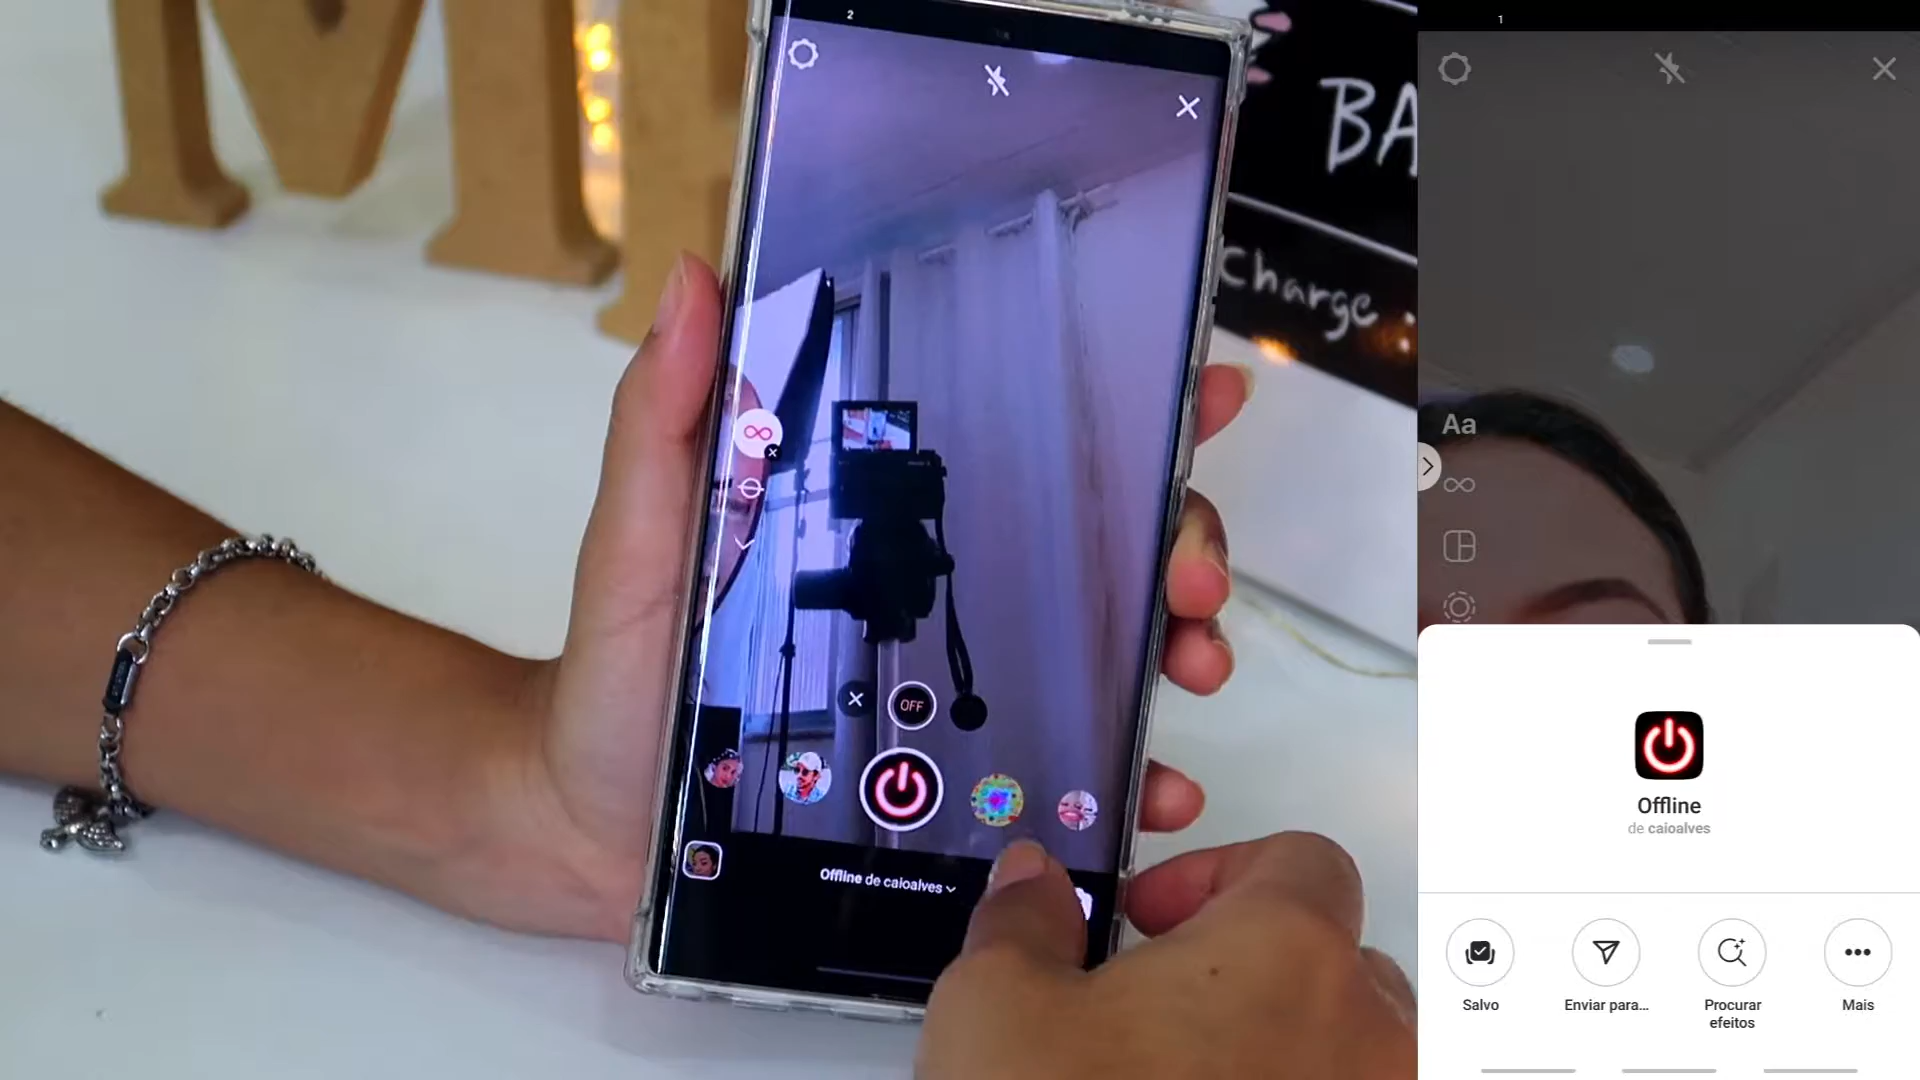 2
OFF
Offline de caioalves
BA
Charge
1
Aa
Offline
de caioalves
Salvo
Enviar para...
Procurar
efeitos
Mais